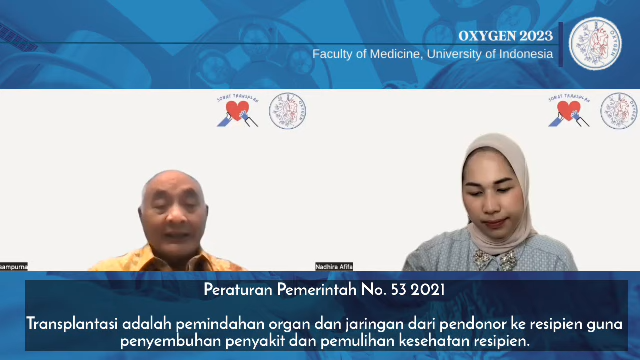 OXYGEN 2023
Faculty of Medicine, University of Indonesia
sampurna
Nadhira Afifa
Peraturan Pemerintah No. 53 2021
Transplantasi adalah pemindahan organ dan jaringan dari pendonor ke resipien guna
penyembuhan penyakit dan pemulihan kesehatan resipien.